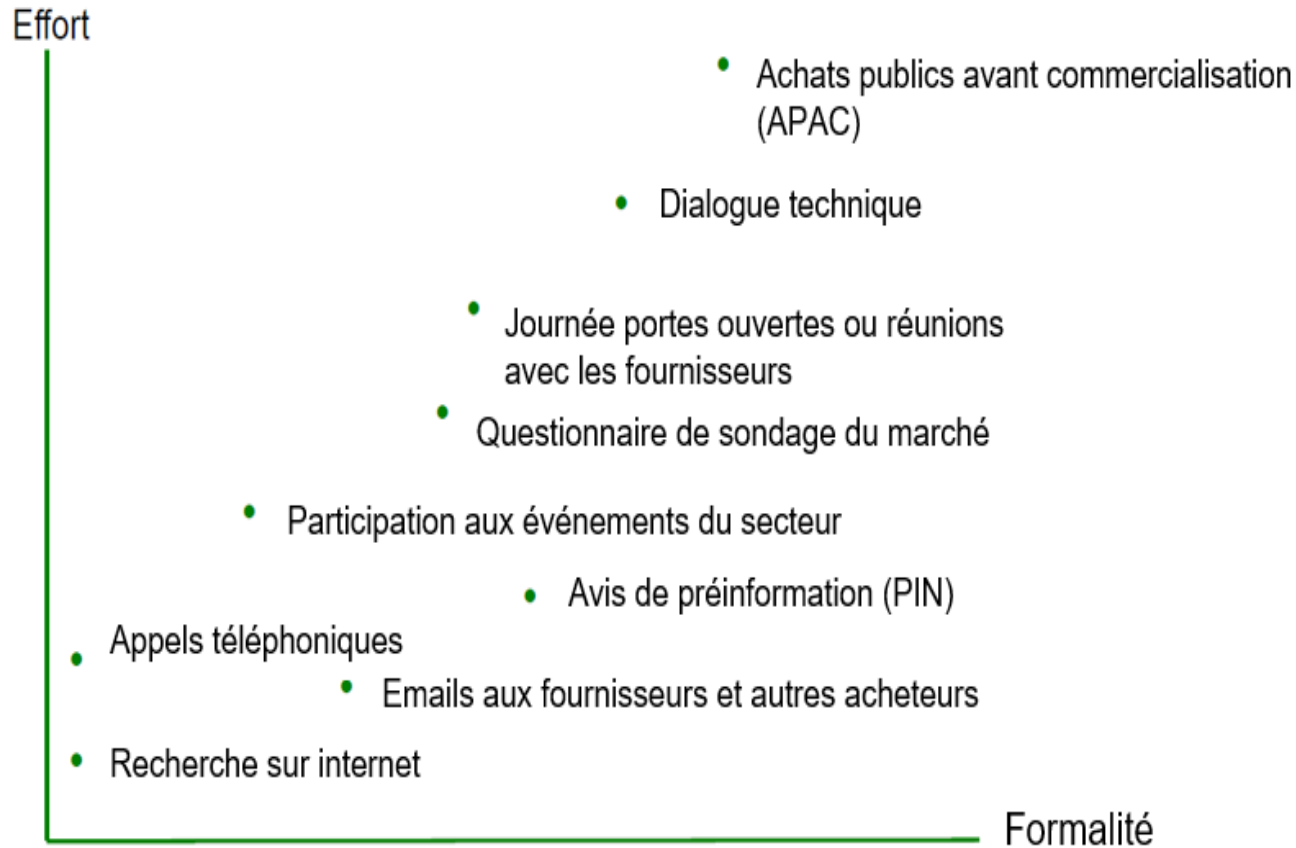 Effort
Achats publics avant commercialisation
(APAC)
Dialogue technique
Journée portes ouvertes ou réunions
avec les fournisseurs
Questionnaire de sondage du marché
Participation aux événements du secteur
Avis de préinformation (PIN)
Appels téléphoniques
Emails aux fournisseurs et autres acheteurs
Recherche sur internet
Formalité